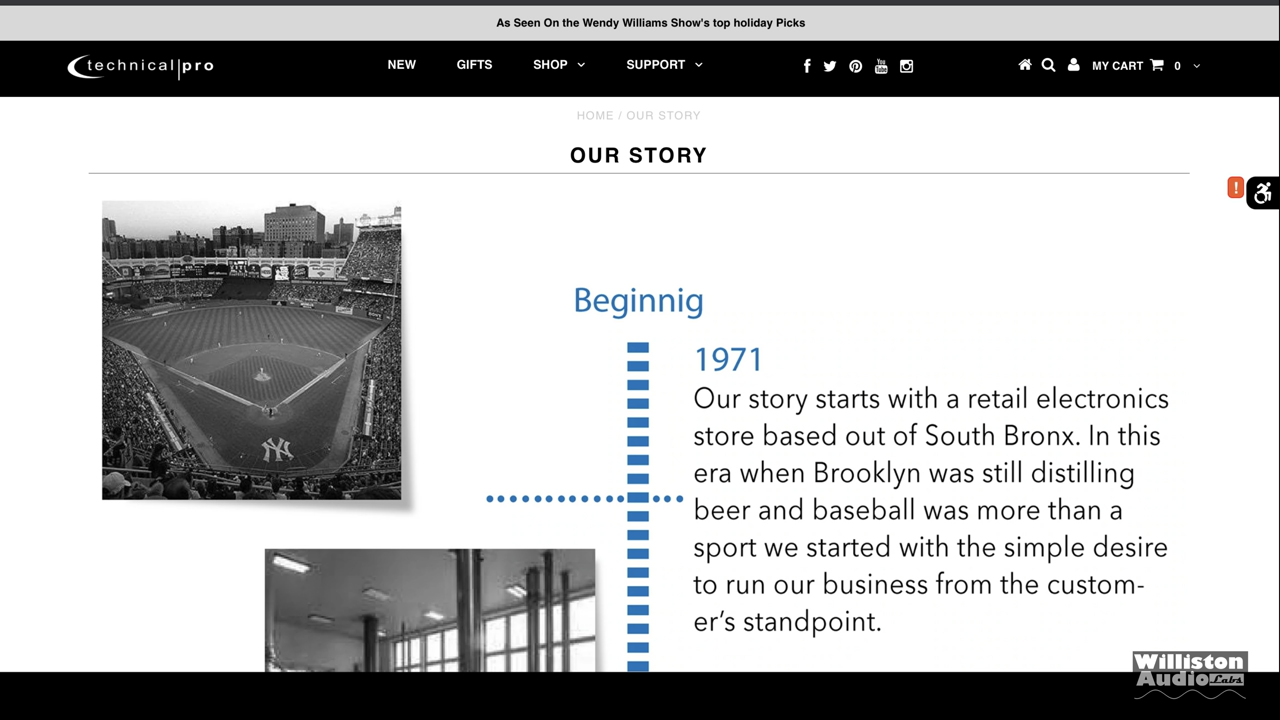 As Seen On the Wendy Williams Show's top holiday Picks
technical|pro
NEW GIFTS SHOP SUPPORT
You Tube
MY CART 0
HOME / OUR STORY
OUR STORY
!
NY
Beginnig
1971
Our story starts with a retail electronics
store based out of South Bronx. In this
era when Brooklyn was still distilling
beer and baseball was more than a
sport we started with the simple desire
to run our business from the custom-
er's standpoint.
Williston
Audio Labs